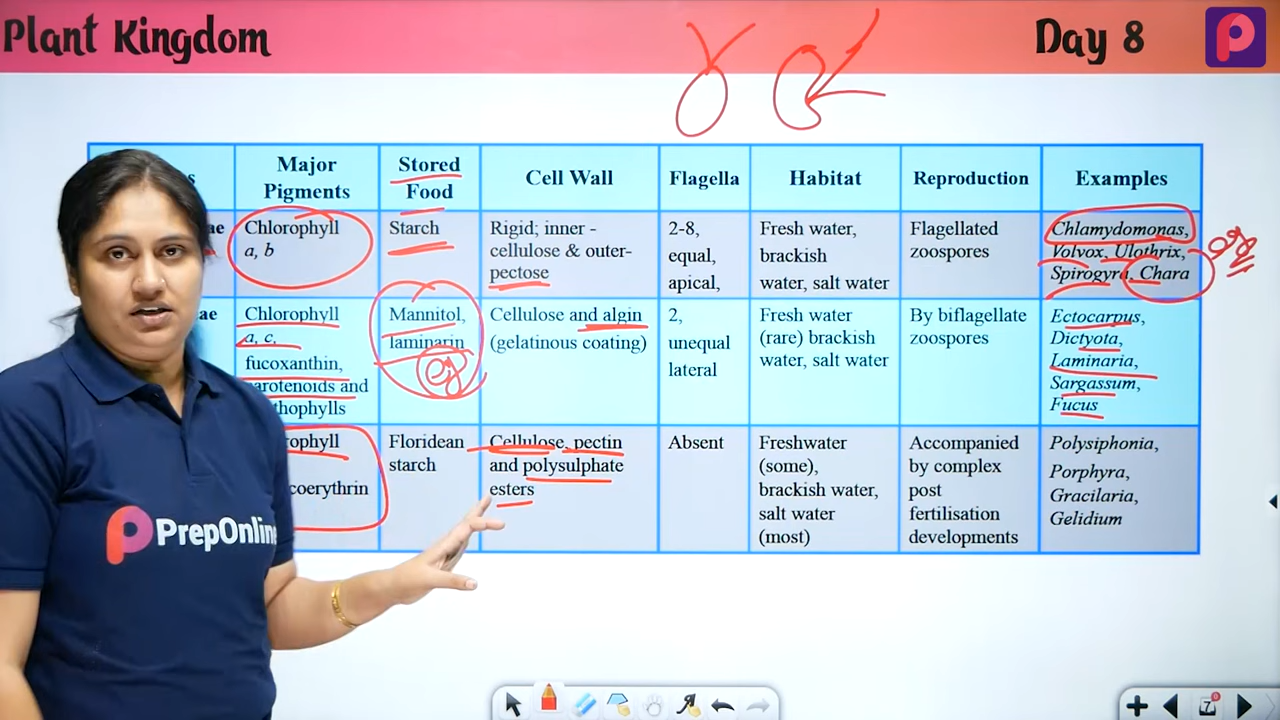 Plant Kingdom
Day 8
Major
Pigments
Stored
Food
Cell Wall
Flagella
Habitat
Reproduction
Examples
Chlorophyll
a, b
Starch
Rigid; inner -
cellulose & outer-
pectose
2-8,
equal,
apical,
Fresh water,
brackish
water, salt water
Flagellated
zoospores
Chlamydomonas,
Volvox, Ulothrix,
Spirogyra, Chara
Chlorophyll
a, c,
fucoxanthin,
carotenoids and
thophylls
Mannitol,
laminarin
Cellulose and algin
(gelatinous coating)
2,
unequal
lateral
Fresh water
(rare) brackish
water, salt water
By biflagellate
zoospores
Ectocarpus,
Dictyota,
Laminaria,
Sargassum,
Fucus
ophyll
coerythrin
Floridean
starch
Cellulose, pectin
and polysulphate
esters
Absent
Freshwater
(some),
brackish water,
salt water
(most)
Accompanied
by complex
post
fertilisation
developments
Polysiphonia,
Porphyra,
Gracilaria,
Gelidium
PrepOnline